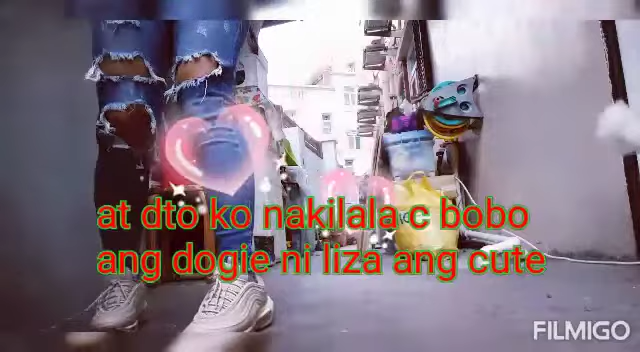 at dto ko nakilala c bobo
ang dogie ni liza ang cute
FILMIGO